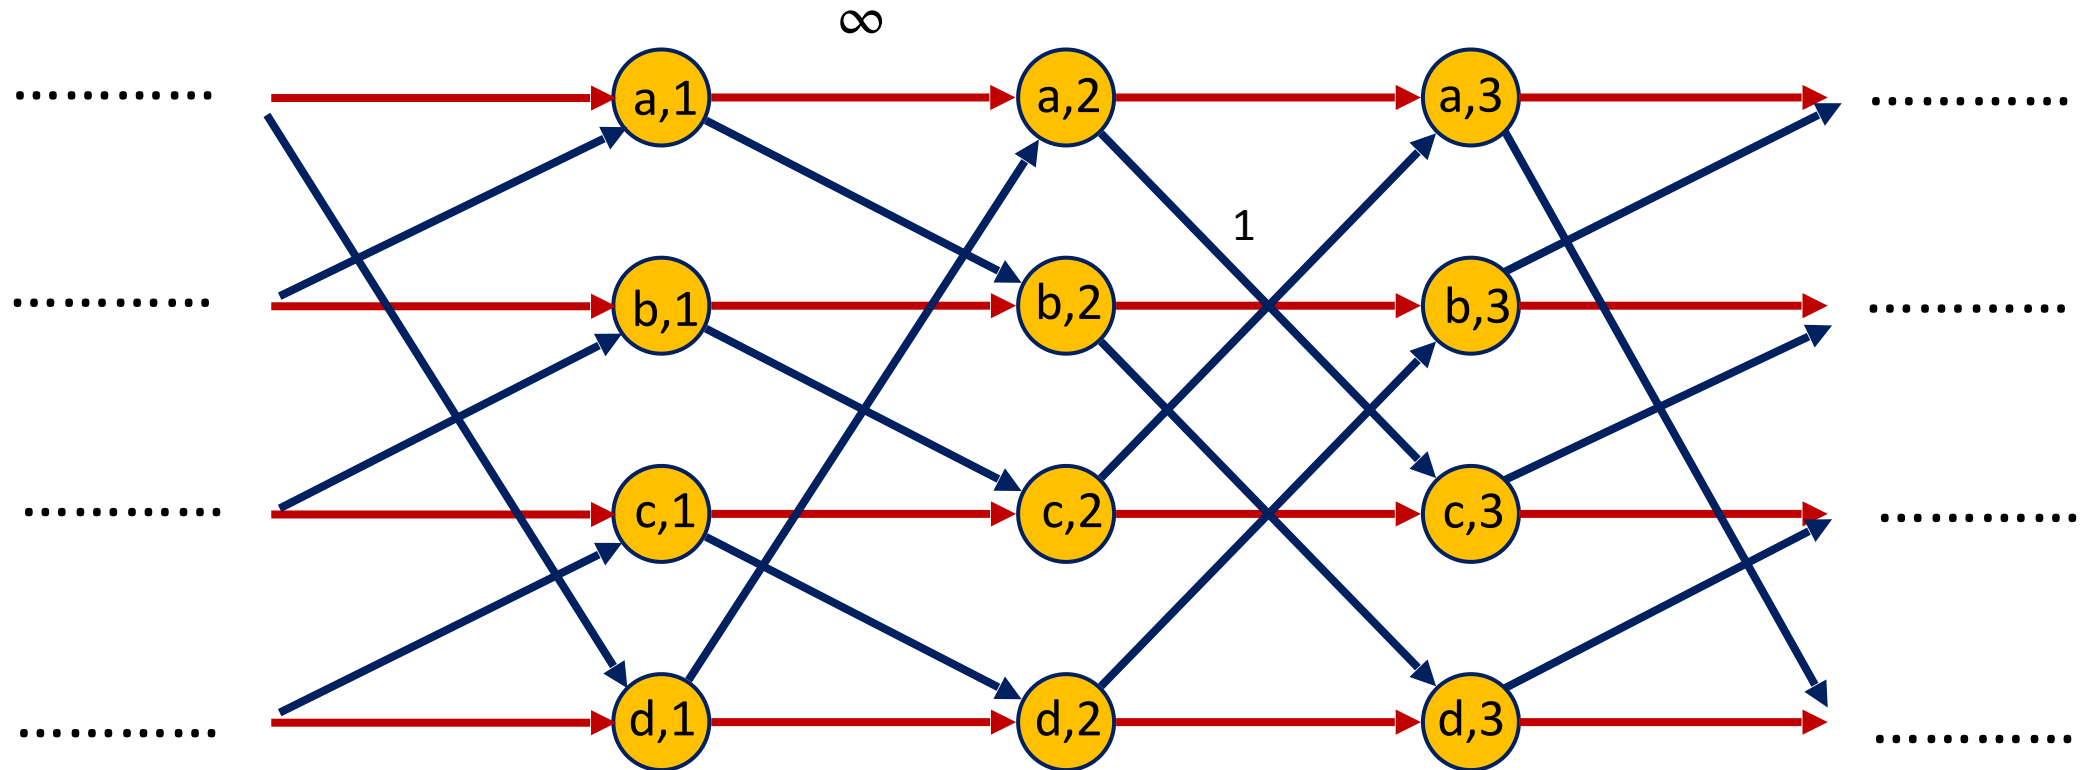 ∞
............ a,1 a,2 a,3 ............
1
............ b,1 b,2 b,3 ............
............ c,1 c,2 c,3 ............
............ d,1 d,2 d,3 ............